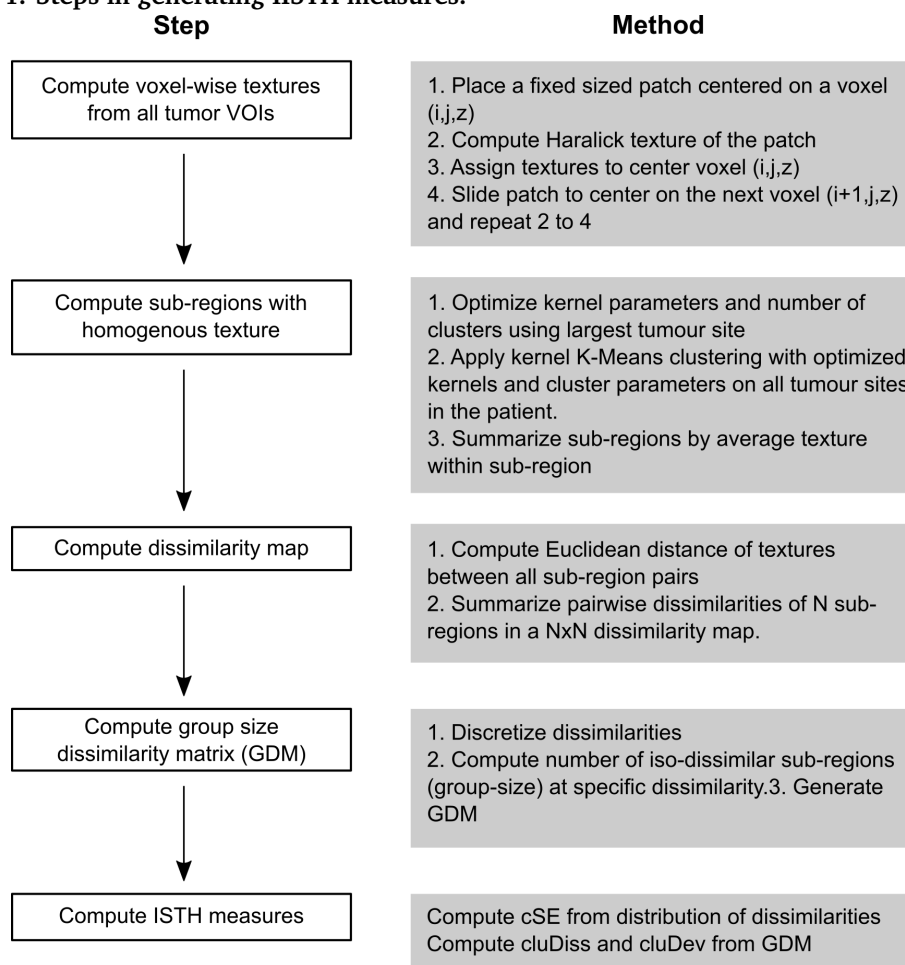 1. Steps in generating IISTH measures.
Step
Method
Compute voxel-wise textures
from all tumor VOIs
1. Place a fixed sized patch centered on a voxel
(i,j,z)
2. Compute Haralick texture of the patch
3. Assign textures to center voxel (i,j,z)
4. Slide patch to center on the next voxel (i+1,j,z)
and repeat 2 to 4
Compute sub-regions with
homogenous texture
1. Optimize kernel parameters and number of
clusters using largest tumour site
2. Apply kernel K-Means clustering with optimized
kernels and cluster parameters on all tumour sites
in the patient.
3. Summarize sub-regions by average texture
within sub-region
Compute dissimilarity map
1. Compute Euclidean distance of textures
between all sub-region pairs
2. Summarize pairwise dissimilarities of N sub-
regions in a NxN dissimilarity map.
Compute group size
dissimilarity matrix (GDM)
1. Discretize dissimilarities
2. Compute number of iso-dissimilar sub-regions
(group-size) at specific dissimilarity.3. Generate
GDM
Compute ISTH measures
Compute cSE from distribution of dissimilarities
Compute cluDiss and cluDev from GDM